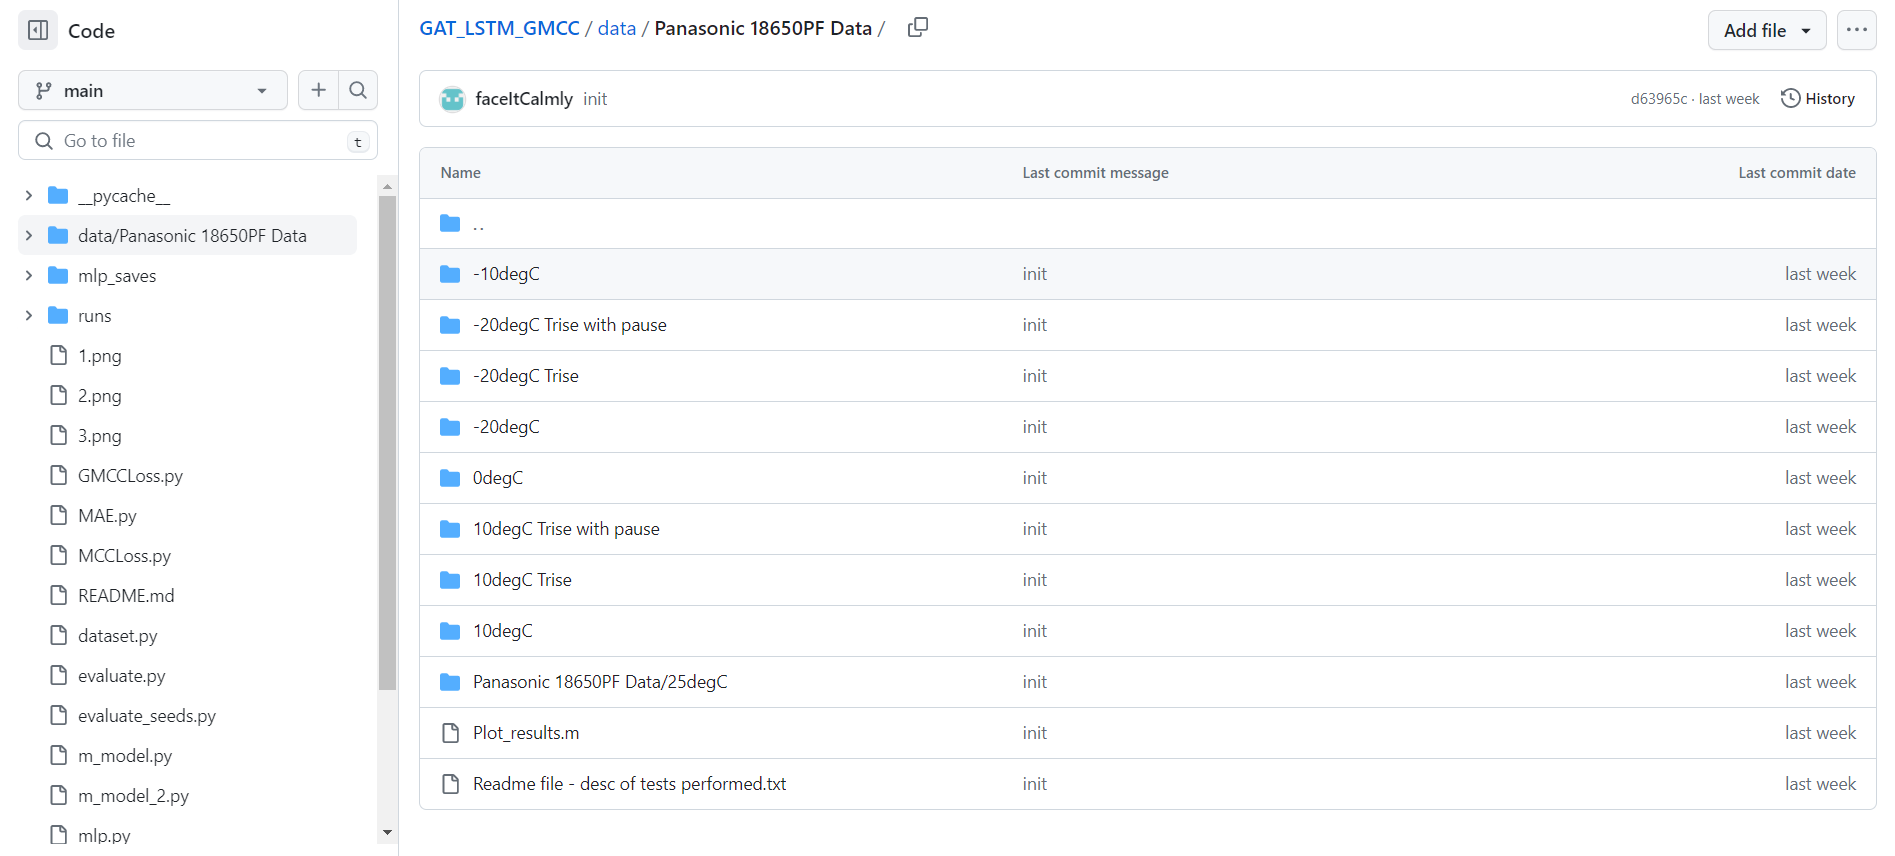 Code
main
Go to file
t
__pycache__
data/Panasonic 18650PF Data
mlp_saves
runs
1.png
2.png
3.png
GMCCLoss.py
MAE.py
MCCLoss.py
README.md
dataset.py
evaluate.py
evaluate_seeds.py
m_model.py
m_model_2.py
mlp.py
GAT_LSTM_GMCC / data / Panasonic 18650PF Data /
Add file
faceItCalmly init
d63965c · last week History
Name Last commit message Last commit date
..
-10degC init last week
-20degC Trise with pause init last week
-20degC Trise init last week
-20degC init last week
0degC init last week
10degC Trise with pause init last week
10degC Trise init last week
10degC init last week
Panasonic 18650PF Data/25degC init last week
Plot_results.m init last week
Readme file - desc of tests performed.txt init last week